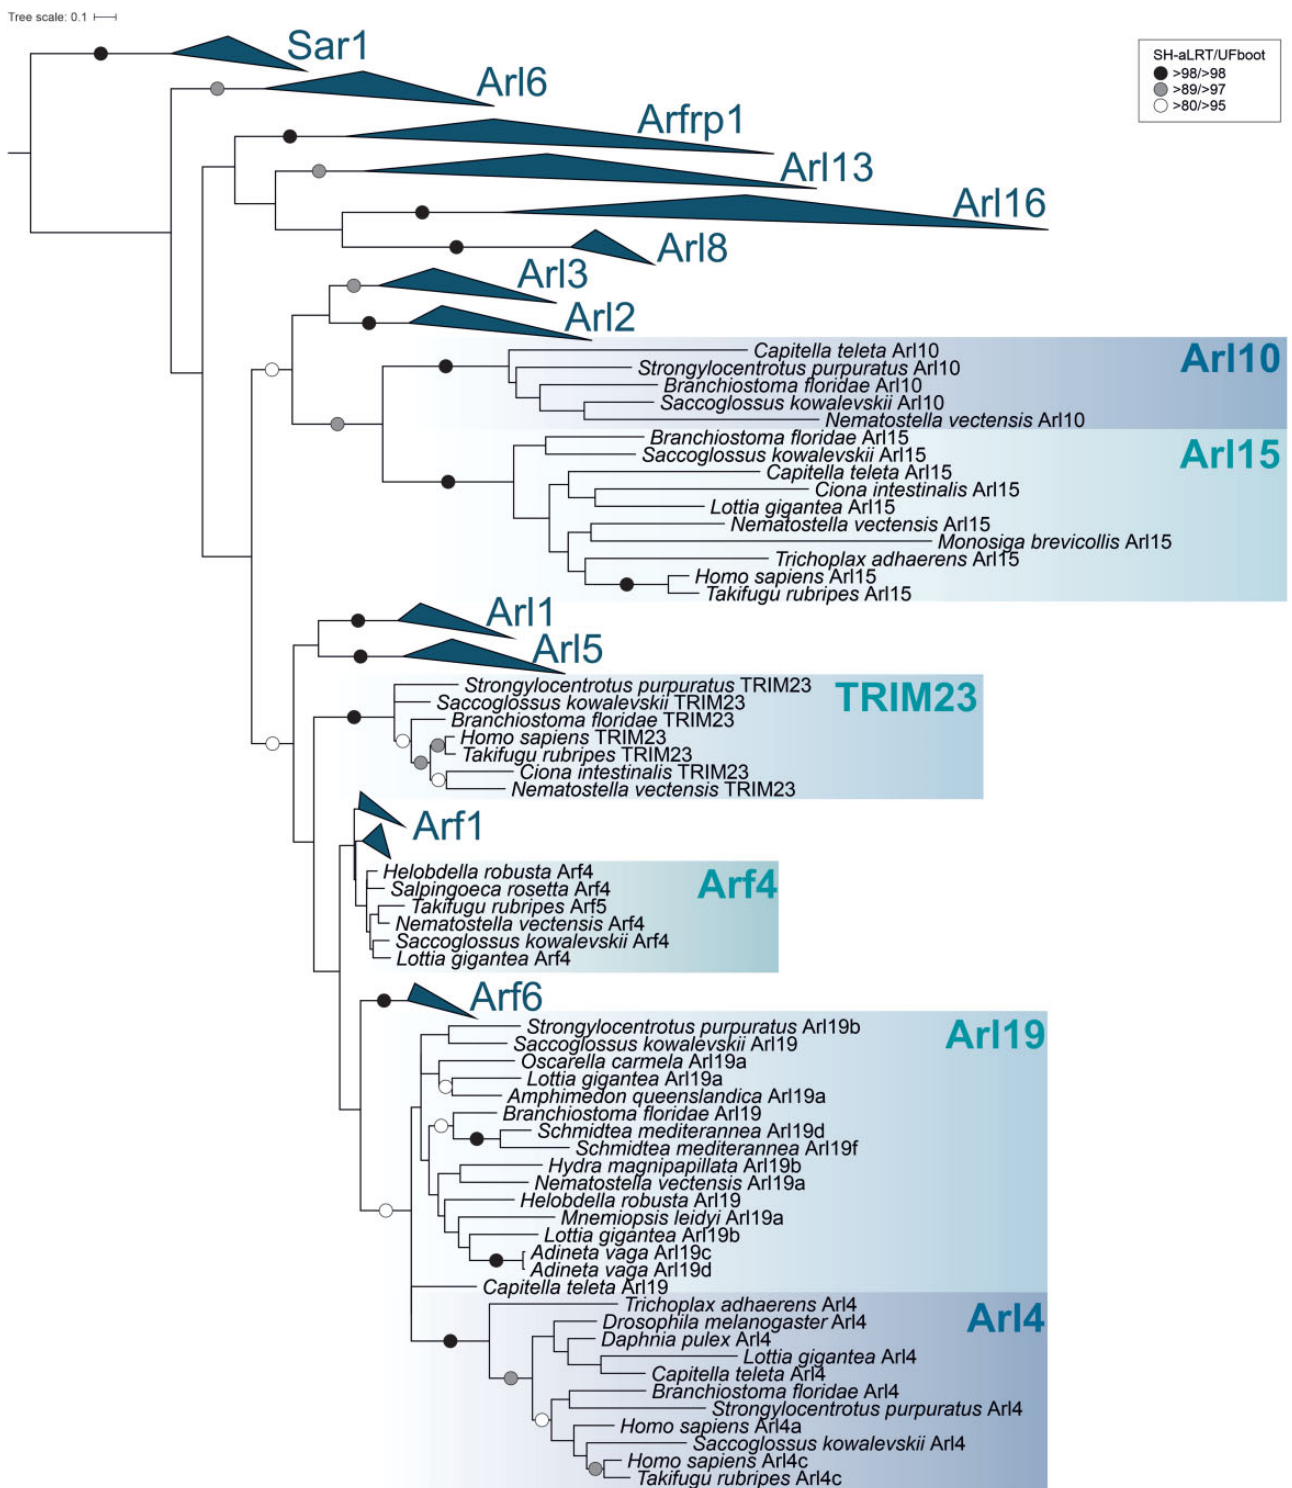 Tree scale: 0.1
SH-aLRT/UFboot
>98/>98
>89/>97
>80/>95
Sar1
Arl6
Arfrp1
Arl13
Arl16
Arl8
Arl3
Arl2
Arl10
Capitella teleta Arl10
Strongylocentrotus purpuratus Arl10
Branchiostoma floridae Arl10
Saccoglossus kowalevskii Arl10
Nematostella vectensis Arl10
Arl15
Branchiostoma floridae Arl15
Saccoglossus kowalevskii Arl15
Capitella teleta Arl15
Ciona intestinalis Arl15
Lottia gigantea Arl15
Nematostella vectensis Arl15
Monosiga brevicollis Arl15
Trichoplax adhaerens Arl15
Homo sapiens Arl15
Takifugu rubripes Arl15
Arl1
Arl5
TRIM23
Strongylocentrotus purpuratus TRIM23
Saccoglossus kowalevskii TRIM23
Branchiostoma floridae TRIM23
Homo sapiens TRIM23
Takifugu rubripes TRIM23
Ciona intestinalis TRIM23
Nematostella vectensis TRIM23
Arf1
Arf4
Helobdella robusta Arf4
Salpingoeca rosetta Arf4
Takifugu rubripes Arf5
Nematostella vectensis Arf4
Saccoglossus kowalevskii Arf4
Lottia gigantea Arf4
Arf6
Arl19
Strongylocentrotus purpuratus Arl19b
Saccoglossus kowalevskii Arl19
Oscarella carmela Arl19a
Lottia gigantea Arl19a
Amphimedon queenslandica Arl19a
Branchiostoma floridae Arl19
Schmidtea mediterannea Arl19d
Schmidtea mediterannea Arl19f
Hydra magnipapillata Arl19b
Nematostella vectensis Arl19a
Helobdella robusta Arl19
Mnemiopsis leidyi Arl19a
Lottia gigantea Arl19b
Adineta vaga Arl19c
Adineta vaga Arl19d
Capitella teleta Arl19
Arl4
Trichoplax adhaerens Arl4
Drosophila melanogaster Arl4
Daphnia pulex Arl4
Lottia gigantea Arl4
Capitella teleta Arl4
Branchiostoma floridae Arl4
Strongylocentrotus purpuratus Arl4
Homo sapiens Arl4a
Saccoglossus kowalevskii Arl4
Homo sapiens Arl4c
Takifugu rubripes Arl4c